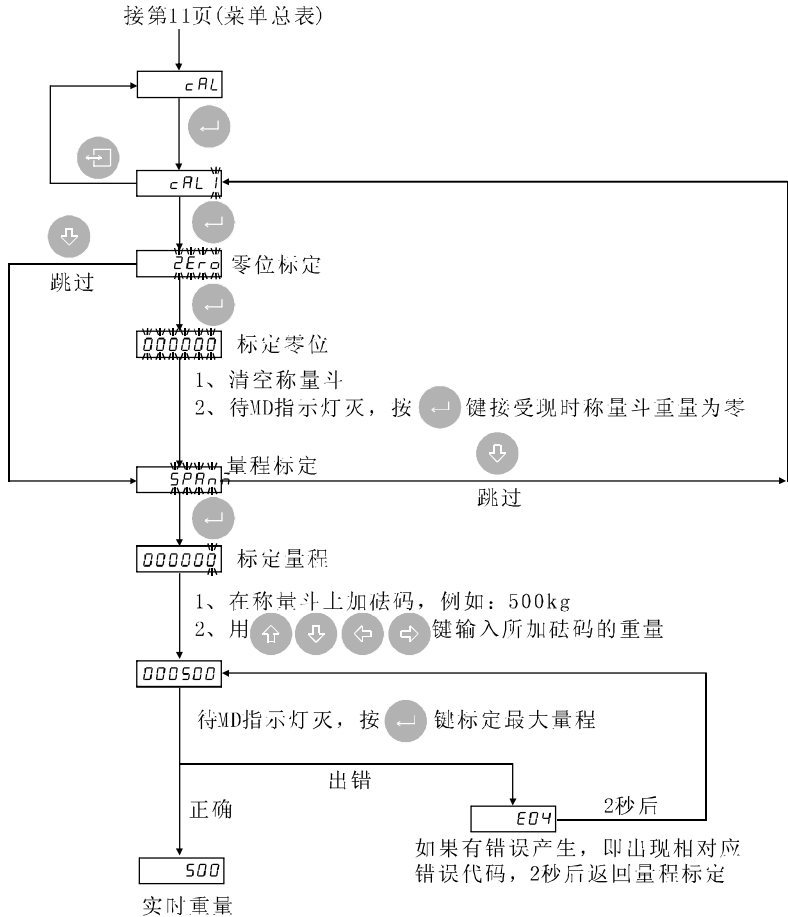 接第11页(菜单总表)
cAL
cAL 1
跳过
ZEro 零位标定
000000 标定零位
1、清空称量斗
2、待MD指示灯灭，按 键接受现时称量斗重量为零
SPAn 量程标定
跳过
000000 标定量程
1、在称量斗上加砝码，例如：500kg
2、用 键输入所加砝码的重量
000500
待MD指示灯灭，按 键标定最大量程
出错
正确
E04
2秒后
如果有错误产生，即出现相对应
错误代码，2秒后返回量程标定
500
实时重量